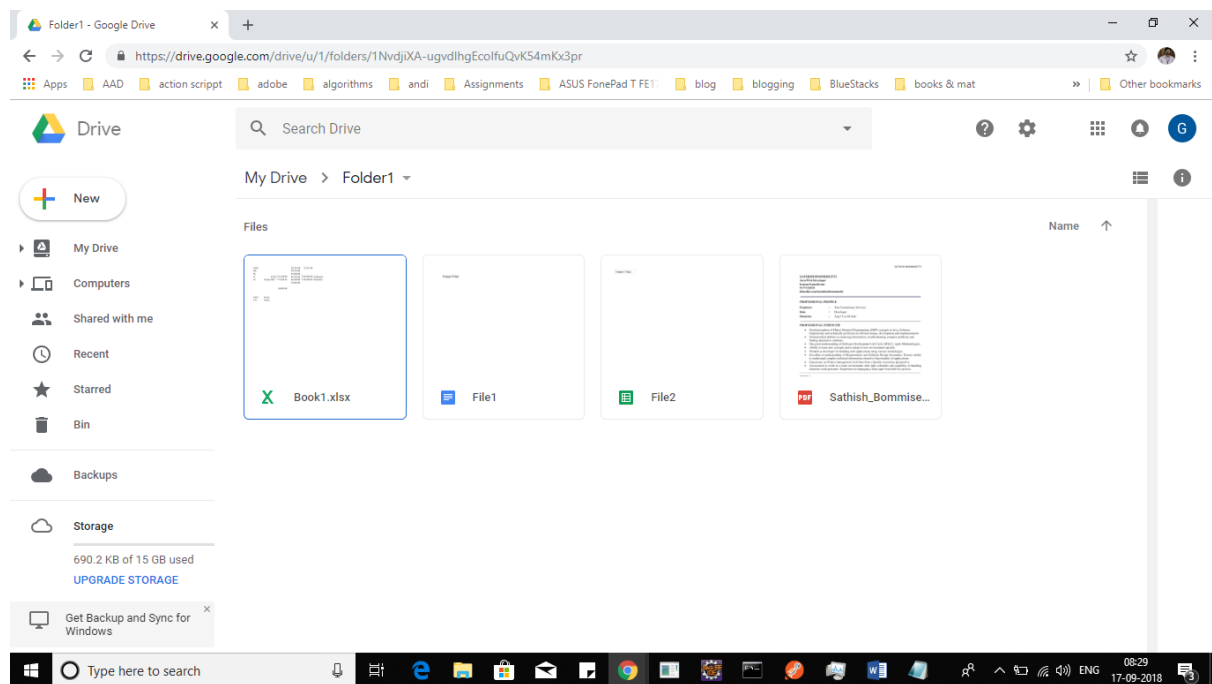 Folder1 - Google Drive
https://drive.google.com/drive/u/1/folders/1NvdjiXA-ugvdIhgEcoIfuQvK54mKx3pr
Apps AAD action scrippt adobe algorithms andi Assignments ASUS FonePad T FE17 blog blogging BlueStacks books & mat » Other bookmarks
Drive Search Drive G
My Drive > Folder1
New
Files Name
My Drive
Computers
Shared with me
Recent
Starred
Bin
Book1.xlsx File1 File2 PDF Sathish_Bommise...
Backups
Storage
690.2 KB of 15 GB used
UPGRADE STORAGE
Get Backup and Sync for
Windows
Type here to search ENG 08:29
17-09-2018 3